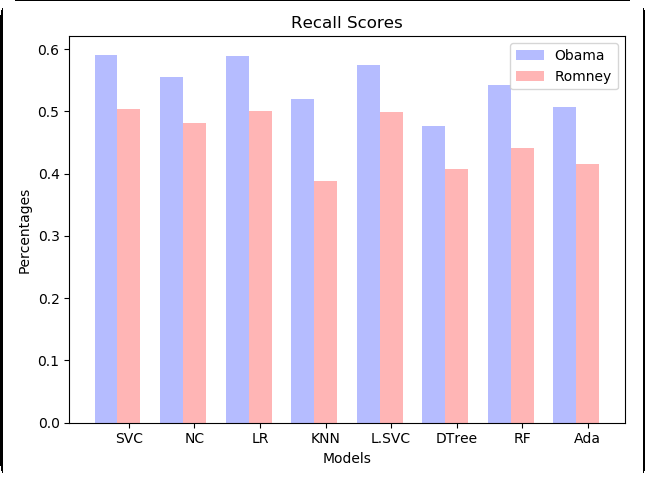 Recall Scores
Obama
Romney
Percentages
0.6
0.5
0.4
0.3
0.2
0.1
0.0
SVC NC LR KNN L.SVC DTree RF Ada
Models